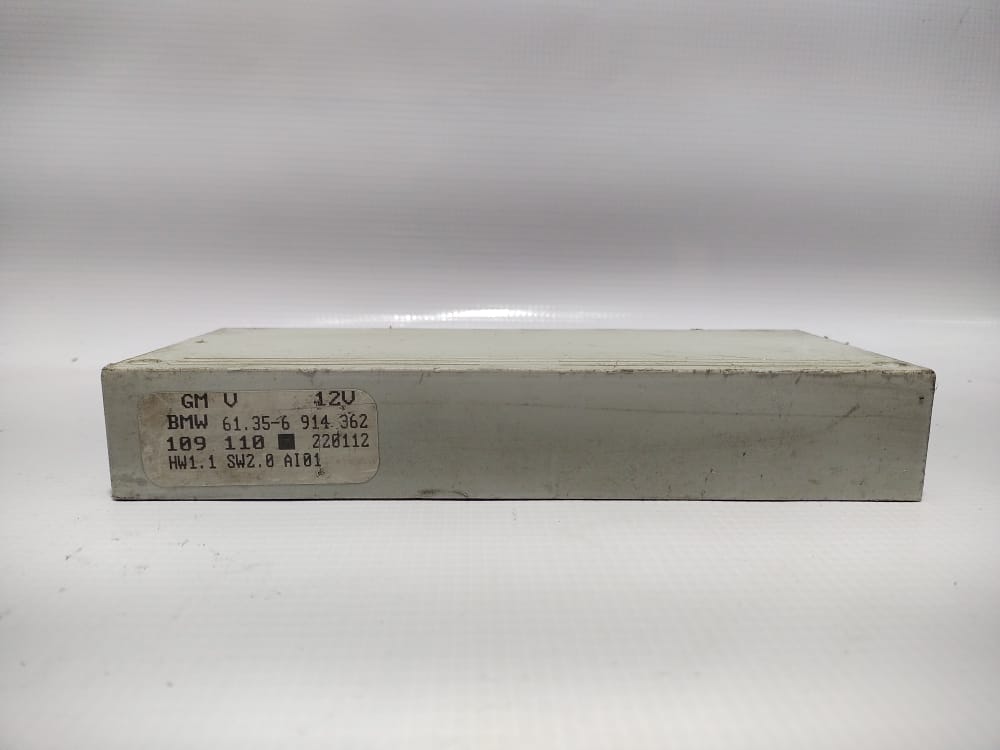 GM V 12V
BMW 61.35-6 914 362
109 110 ■ 220112
HW1.1 SW2.0 AI01